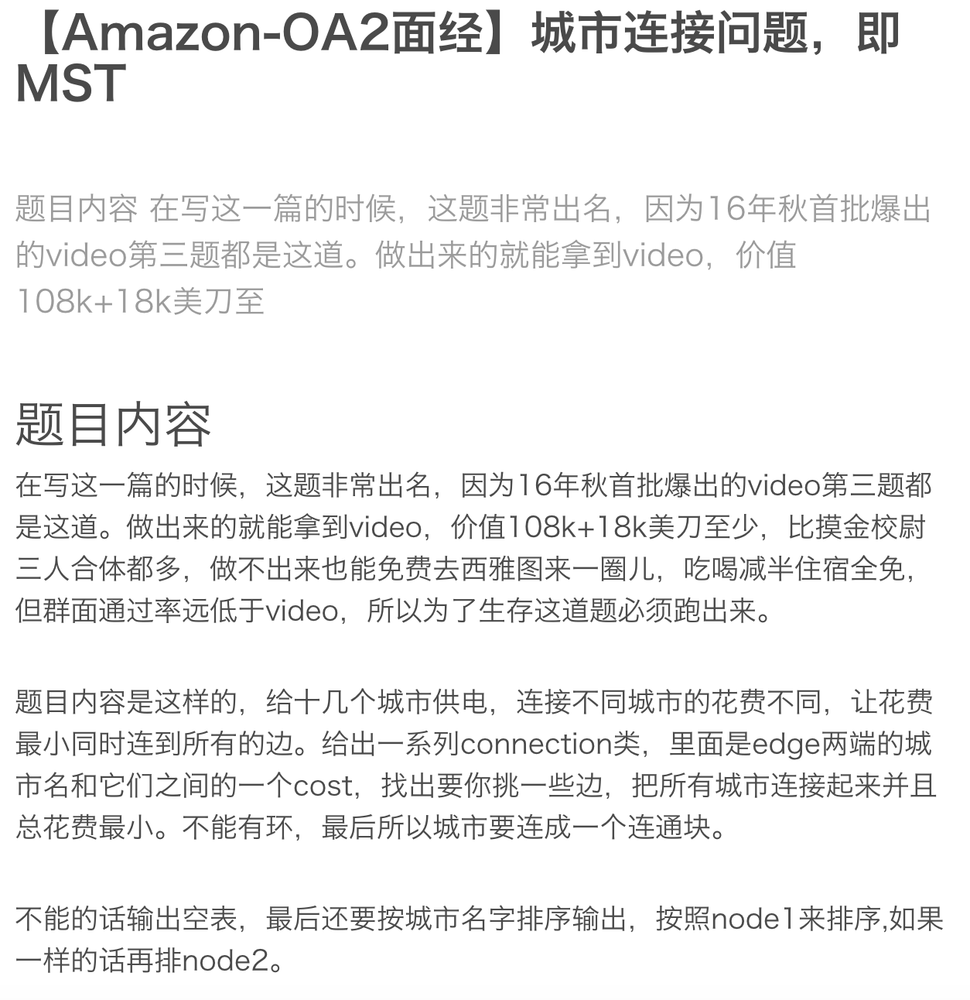 【Amazon-OA2面经】城市连接问题，即
MST
题目内容 在写这一篇的时候，这题非常出名，因为16年秋首批爆出
的video第三题都是这道。做出来的就能拿到video，价值
108k+18k美刀至
题目内容
在写这一篇的时候，这题非常出名，因为16年秋首批爆出的video第三题都
是这道。做出来的就能拿到video，价值108k+18k美刀至少，比摸金校尉
三人合体都多，做不出来也能免费去西雅图来一圈儿，吃喝减半住宿全免，
但群面通过率远低于video，所以为了生存这道题必须跑出来。
题目内容是这样的，给十几个城市供电，连接不同城市的花费不同，让花费
最小同时连到所有的边。给出一系列connection类，里面是edge两端的城
市名和它们之间的一个cost，找出要你挑一些边，把所有城市连接起来并且
总花费最小。不能有环，最后所以城市要连成一个连通块。
不能的话输出空表，最后还要按城市名字排序输出，按照node1来排序,如果
一样的话再排node2。